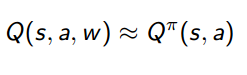 Q(s, a, w) ≈ Q^π(s, a)